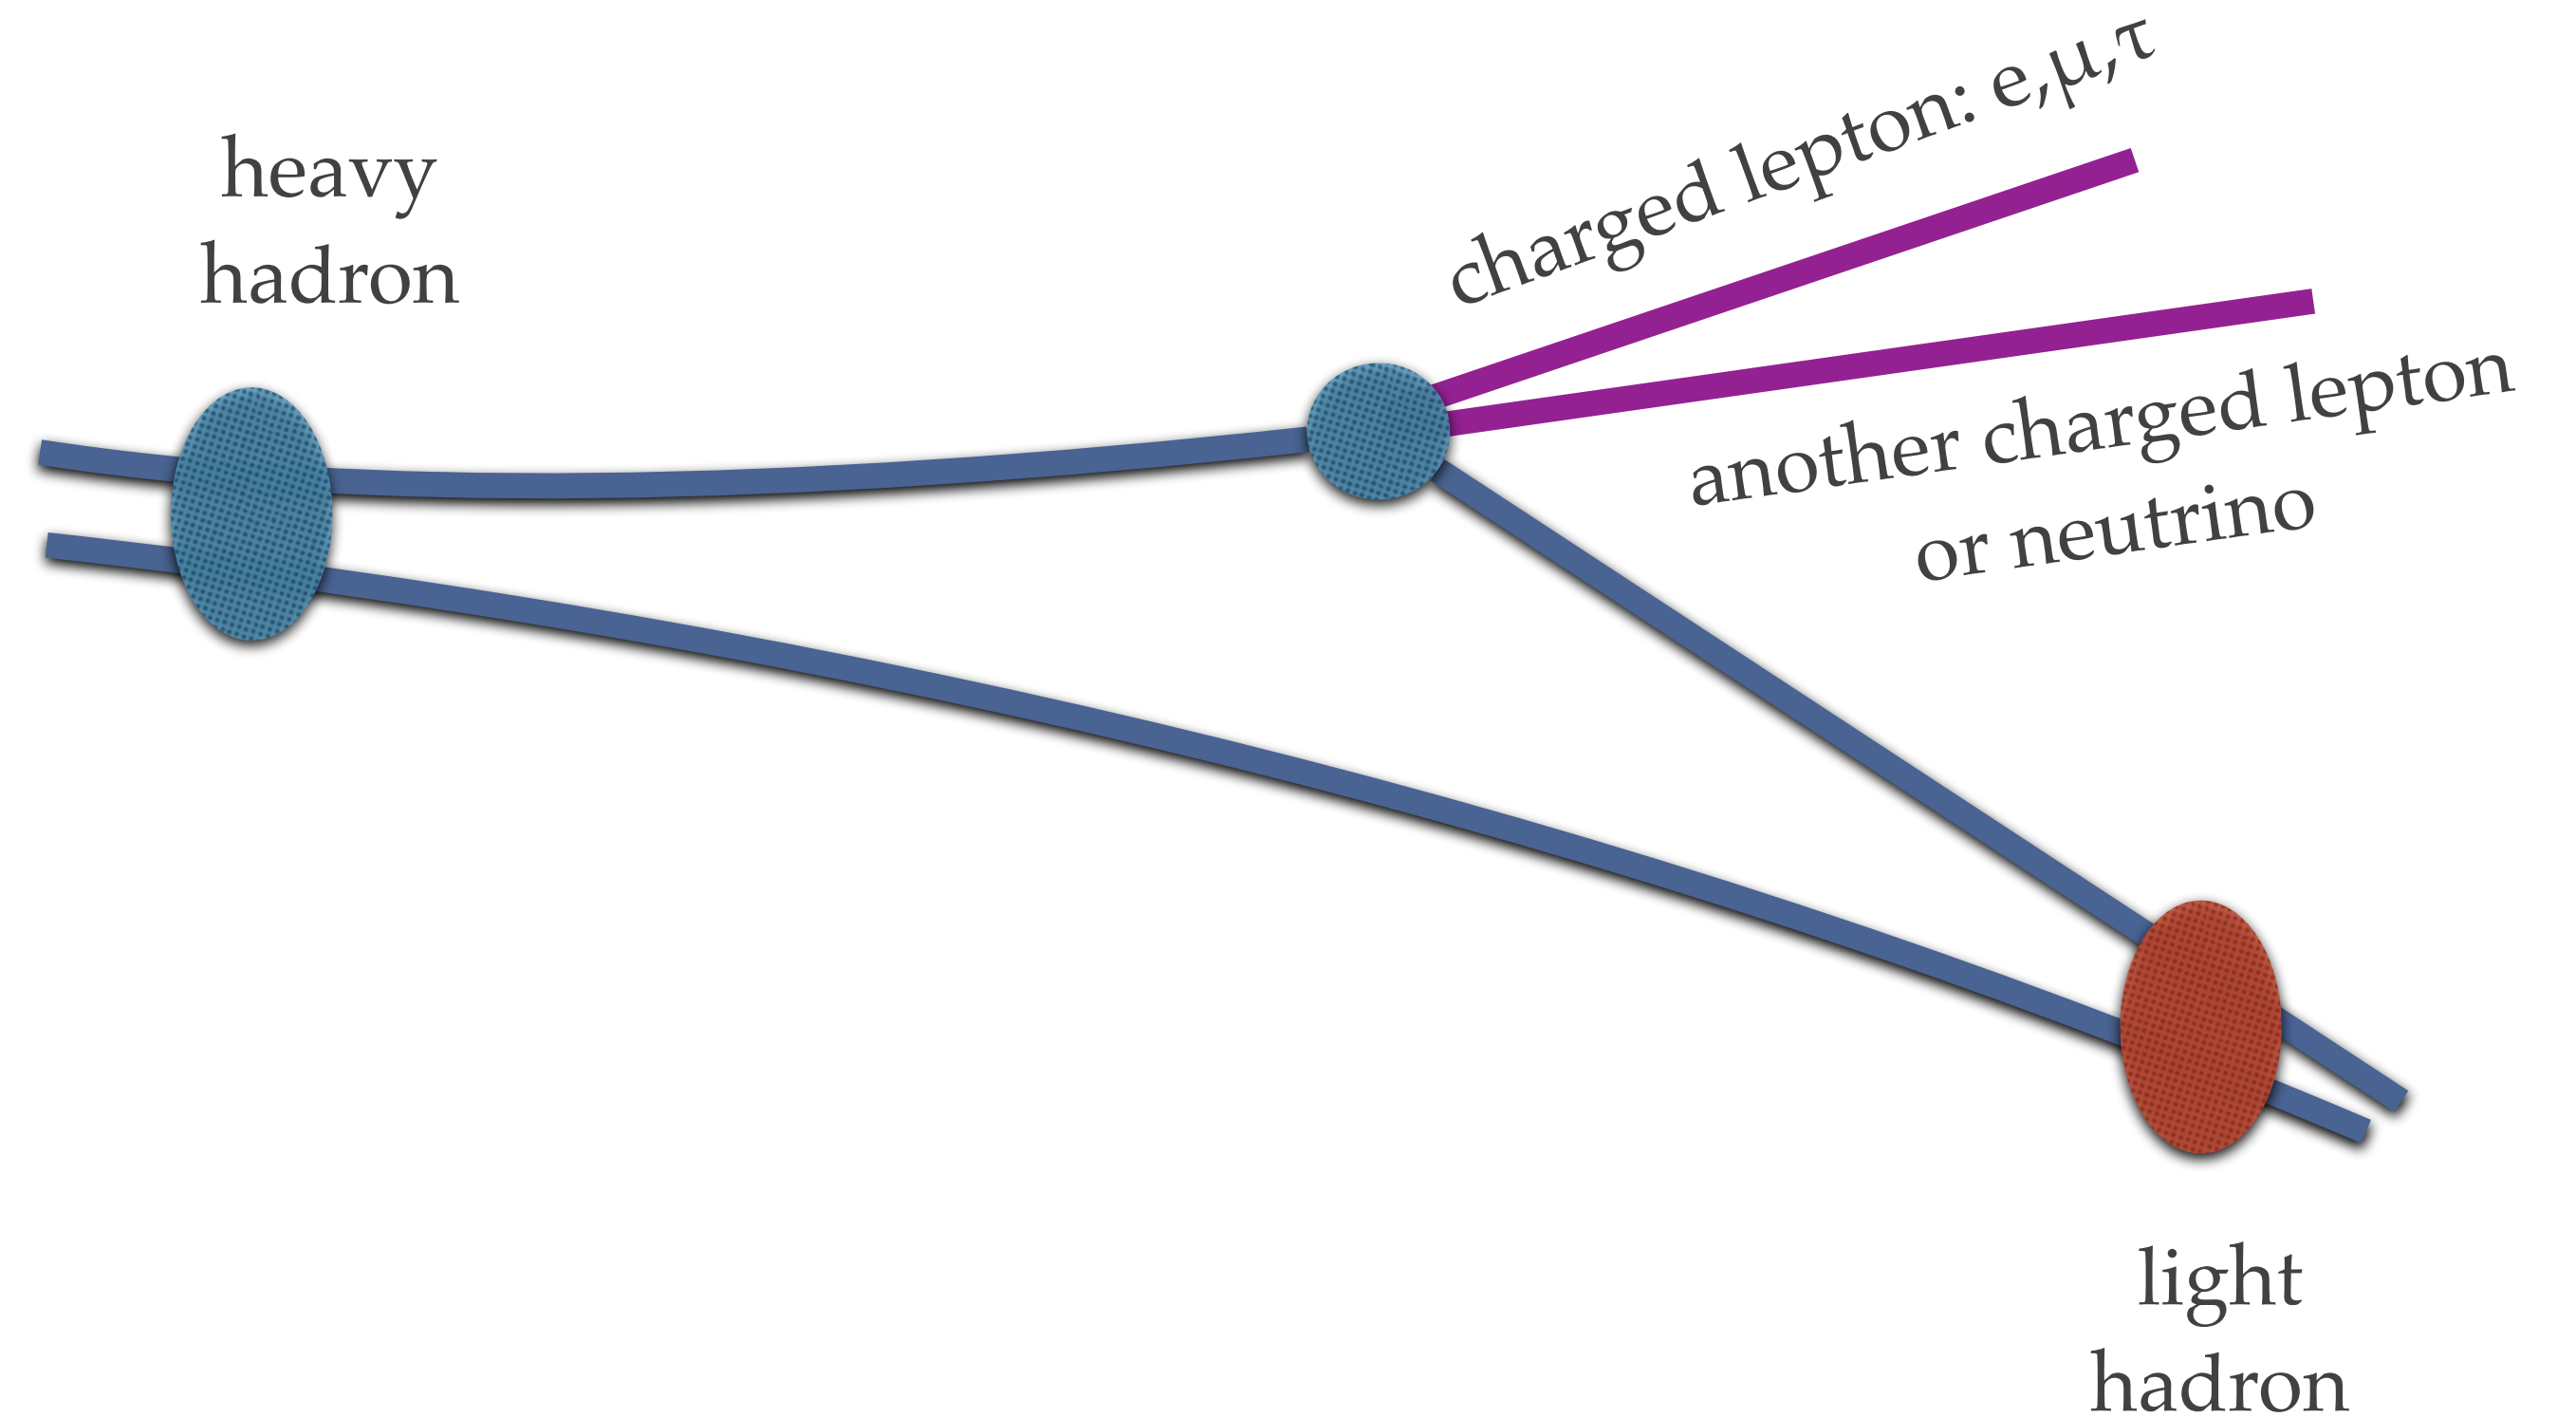 heavy
hadron
charged lepton: e,μ,τ
another charged lepton
or neutrino
light
hadron